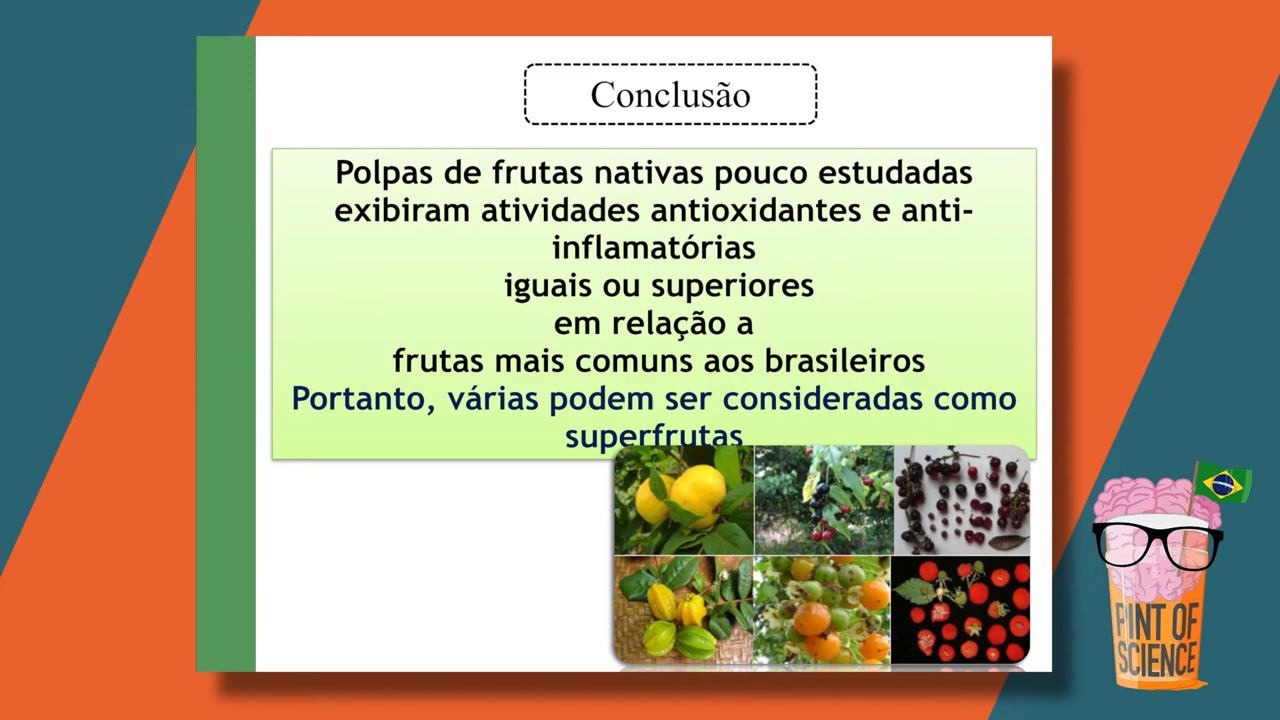 Conclusão
Polpas de frutas nativas pouco estudadas
exibiram atividades antioxidantes e anti-
inflamatórias
iguais ou superiores
em relação a
frutas mais comuns aos brasileiros
Portanto, várias podem ser consideradas como
superfrutas
PINT OF
SCIENCE